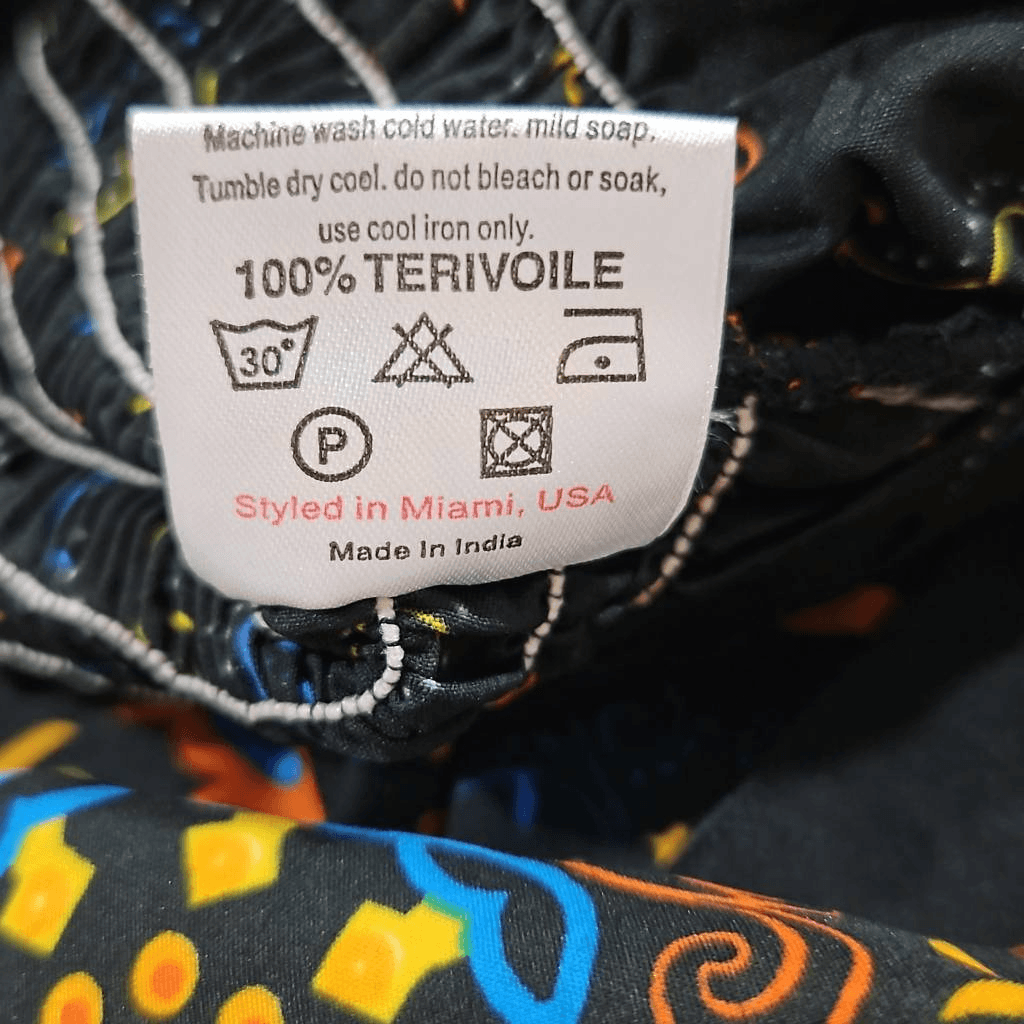 Machine wash cold water. mild soap.
Tumble dry cool. do not bleach or soak,
use cool iron only.
100% TERIVOILE
30°
P
Styled in Miami, USA
Made In India